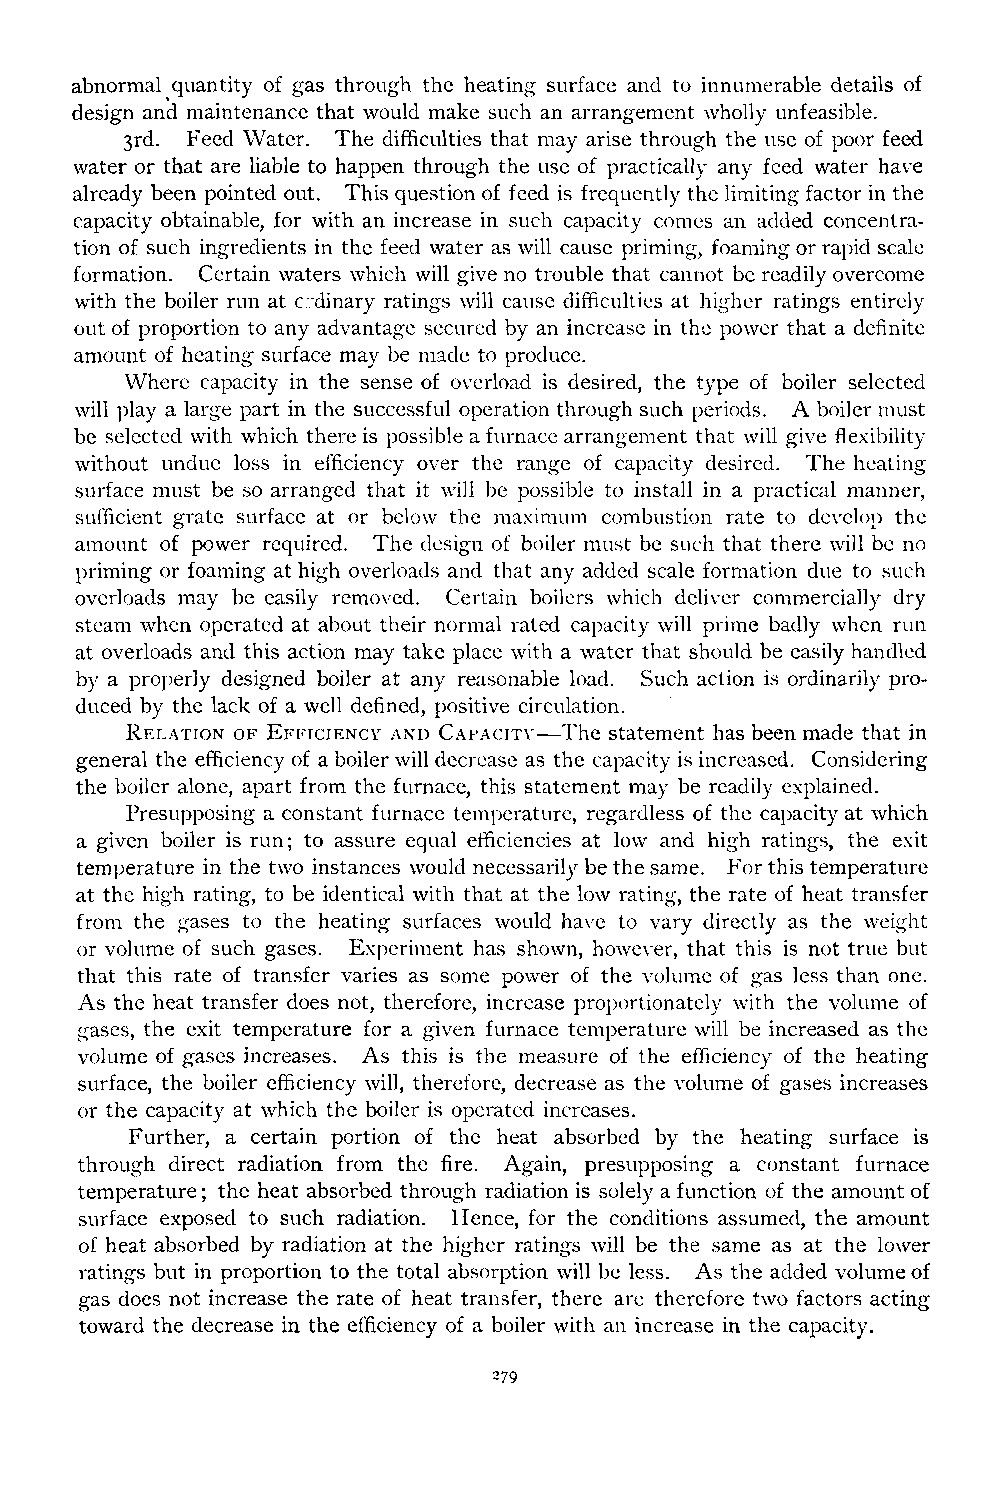 abnormal quantity of gas through the heating surface and to innumerable details of
design and maintenance that would make such an arrangement wholly unfeasible.
3rd. Feed Water. The difficulties that may arise through the use of poor feed
water or that are liable to happen through the use of practically any feed water have
already been pointed out. This question of feed is frequently the limiting factor in the
capacity obtainable, for with an increase in such capacity comes an added concentra-
tion of such ingredients in the feed water as will cause priming, foaming or rapid scale
formation. Certain waters which will give no trouble that cannot be readily overcome
with the boiler run at ordinary ratings will cause difficulties at higher ratings entirely
out of proportion to any advantage secured by an increase in the power that a definite
amount of heating surface may be made to produce.
Where capacity in the sense of overload is desired, the type of boiler selected
will play a large part in the successful operation through such periods. A boiler must
be selected with which there is possible a furnace arrangement that will give flexibility
without undue loss in efficiency over the range of capacity desired. The heating
surface must be so arranged that it will be possible to install in a practical manner,
sufficient grate surface at or below the maximum combustion rate to develop the
amount of power required. The design of boiler must be such that there will be no
priming or foaming at high overloads and that any added scale formation due to such
overloads may be easily removed. Certain boilers which deliver commercially dry
steam when operated at about their normal rated capacity will prime badly when run
at overloads and this action may take place with a water that should be easily handled
by a properly designed boiler at any reasonable load. Such action is ordinarily pro-
duced by the lack of a well defined, positive circulation.
RELATION OF EFFICIENCY AND CAPACITY—The statement has been made that in
general the efficiency of a boiler will decrease as the capacity is increased. Considering
the boiler alone, apart from the furnace, this statement may be readily explained.
Presupposing a constant furnace temperature, regardless of the capacity at which
a given boiler is run; to assure equal efficiencies at low and high ratings, the exit
temperature in the two instances would necessarily be the same. For this temperature
at the high rating, to be identical with that at the low rating, the rate of heat transfer
from the gases to the heating surfaces would have to vary directly as the weight
or volume of such gases. Experiment has shown, however, that this is not true but
that this rate of transfer varies as some power of the volume of gas less than one.
As the heat transfer does not, therefore, increase proportionately with the volume of
gases, the exit temperature for a given furnace temperature will be increased as the
volume of gases increases. As this is the measure of the efficiency of the heating
surface, the boiler efficiency will, therefore, decrease as the volume of gases increases
or the capacity at which the boiler is operated increases.
Further, a certain portion of the heat absorbed by the heating surface is
through direct radiation from the fire. Again, presupposing a constant furnace
temperature; the heat absorbed through radiation is solely a function of the amount of
surface exposed to such radiation. Hence, for the conditions assumed, the amount
of heat absorbed by radiation at the higher ratings will be the same as at the lower
ratings but in proportion to the total absorption will be less. As the added volume of
gas does not increase the rate of heat transfer, there are therefore two factors acting
toward the decrease in the efficiency of a boiler with an increase in the capacity.
279